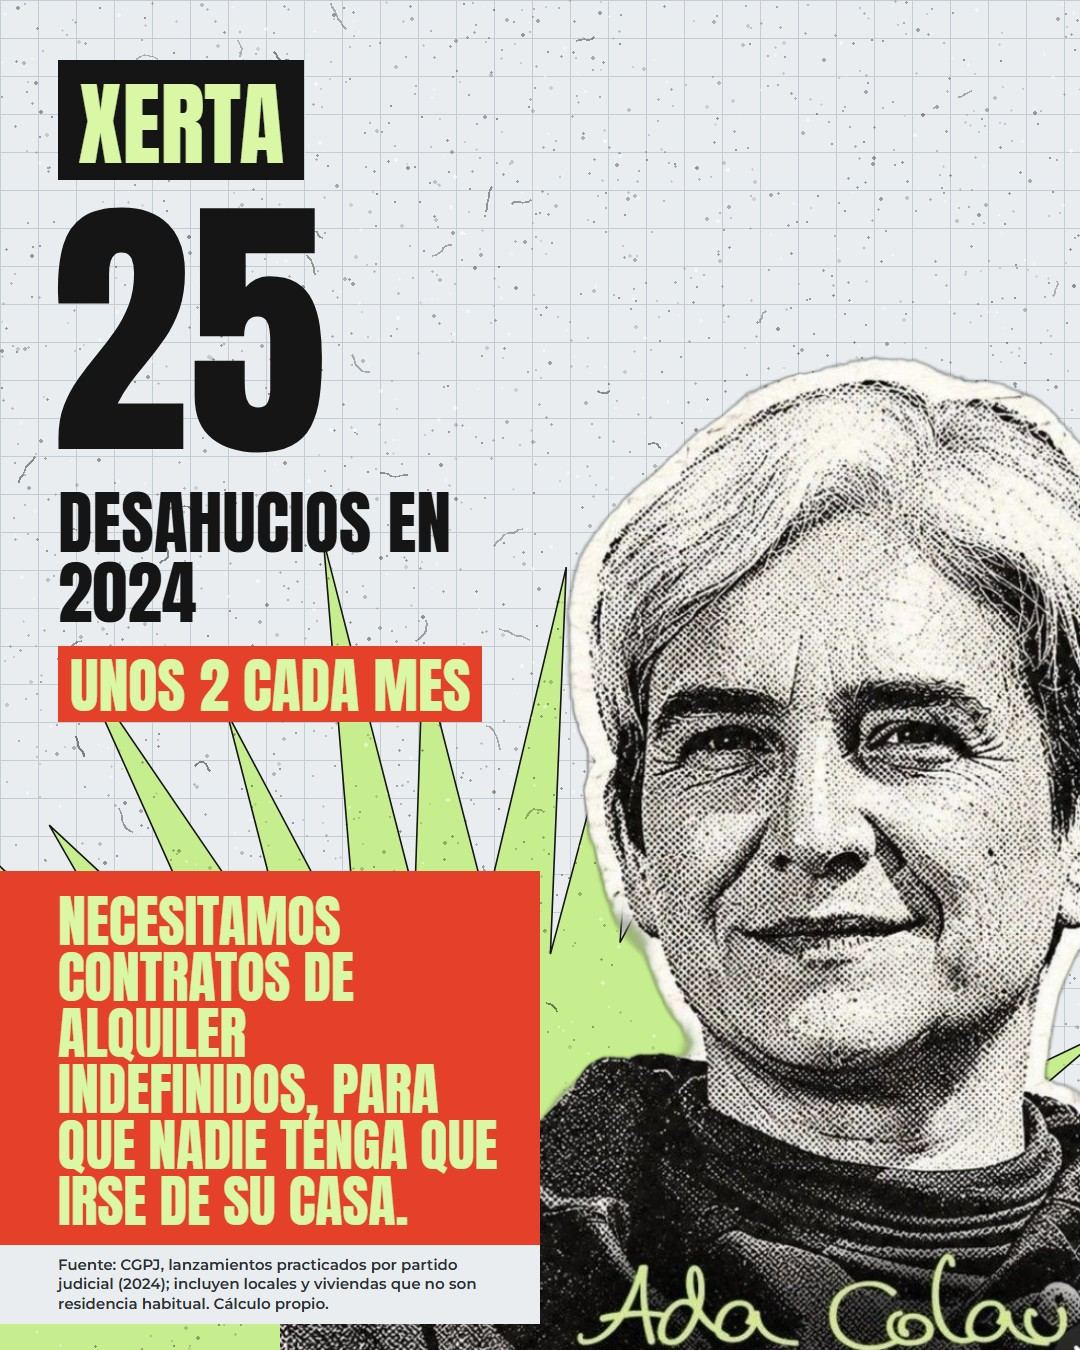 XERTA
25
DESAHUCIOS EN
2024
UNOS 2 CADA MES
NECESITAMOS
CONTRATOS DE
ALQUILER
INDEFINIDOS, PARA
QUE NADIE TENGA QUE
IRSE DE SU CASA.
Fuente: CGPJ, lanzamientos practicados por partido
judicial (2024); incluyen locales y viviendas que no son
residencia habitual. Cálculo propio.
Ada Colau